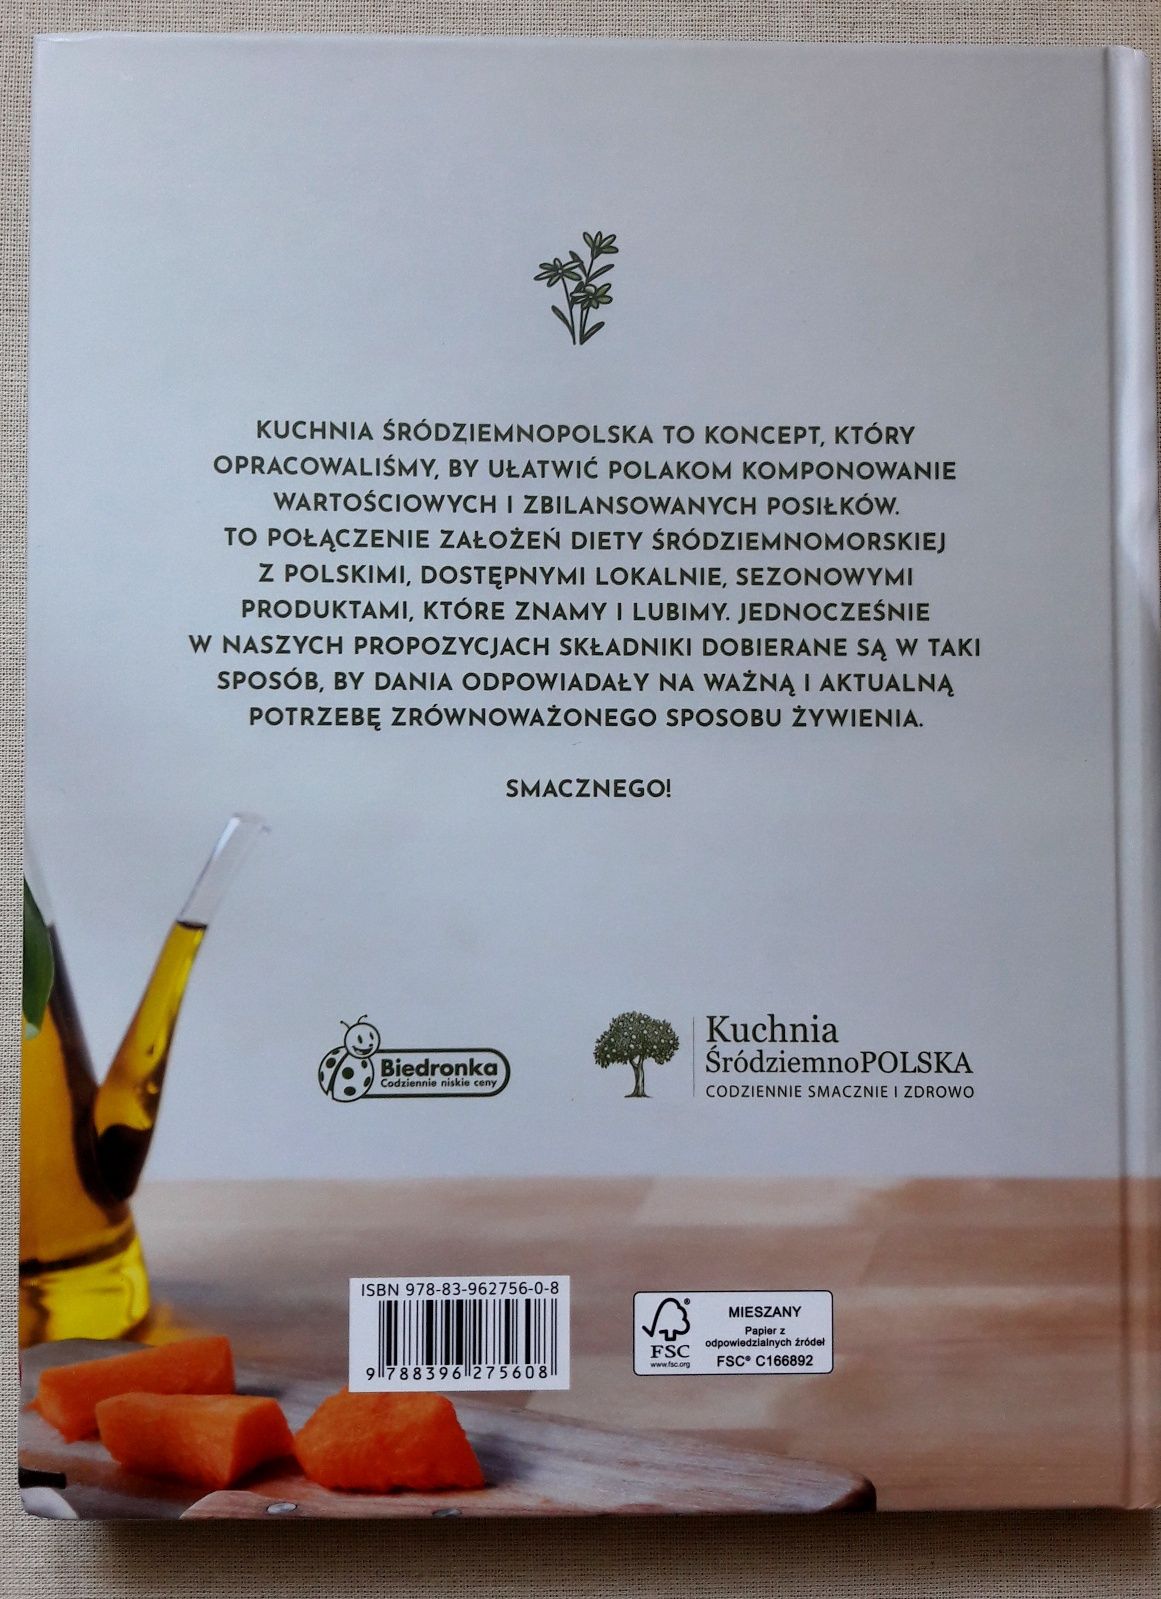 KUCHNIA ŚRÓDZIEMNOPOLSKA TO KONCEPT, KTÓRY
OPRACOWALIŚMY, BY UŁATWIĆ POLAKOM KOMPONOWANIE
WARTOŚCIOWYCH I ZBILANSOWANYCH POSIŁKÓW.
TO POŁĄCZENIE ZAŁOŻEŃ DIETY ŚRÓDZIEMNOMORSKIEJ
Z POLSKIMI, DOSTĘPNYMI LOKALNIE, SEZONOWYMI
PRODUKTAMI, KTÓRE ZNAMY I LUBIMY. JEDNOCZEŚNIE
W NASZYCH PROPOZYCJACH SKŁADNIKI DOBIERANE SĄ W TAKI
SPOSÓB, BY DANIA ODPOWIADAŁY NA WAŻNĄ I AKTUALNĄ
POTRZEBĘ ZRÓWNOWAŻONEGO SPOSOBU ŻYWIENIA.
SMACZNEGO!
Biedronka
Codziennie niskie ceny
Kuchnia
ŚródziemnoPOLSKA
CODZIENNIE SMACZNIE I ZDROWO
ISBN 978-83-962756-0-8
9 788396 275608
FSC
www.fsc.org
MIESZANY
Papier z
odpowiedzialnych źródeł
FSC® C166892